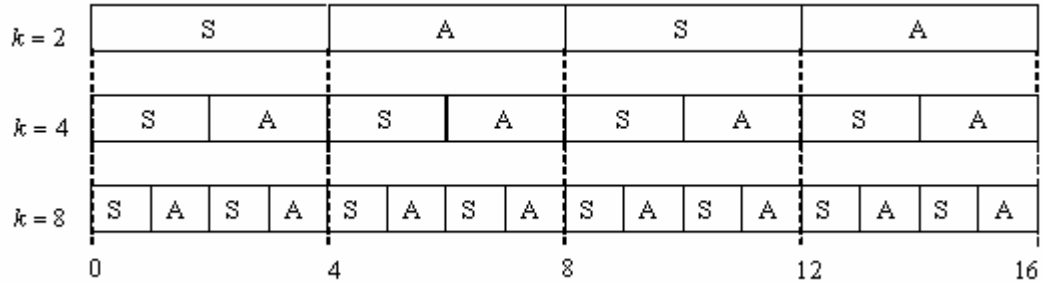 k = 2 S A S A
k = 4 S A S A S A S A
k = 8 S A S A S A S A S A S A S A S A
0 4 8 12 16